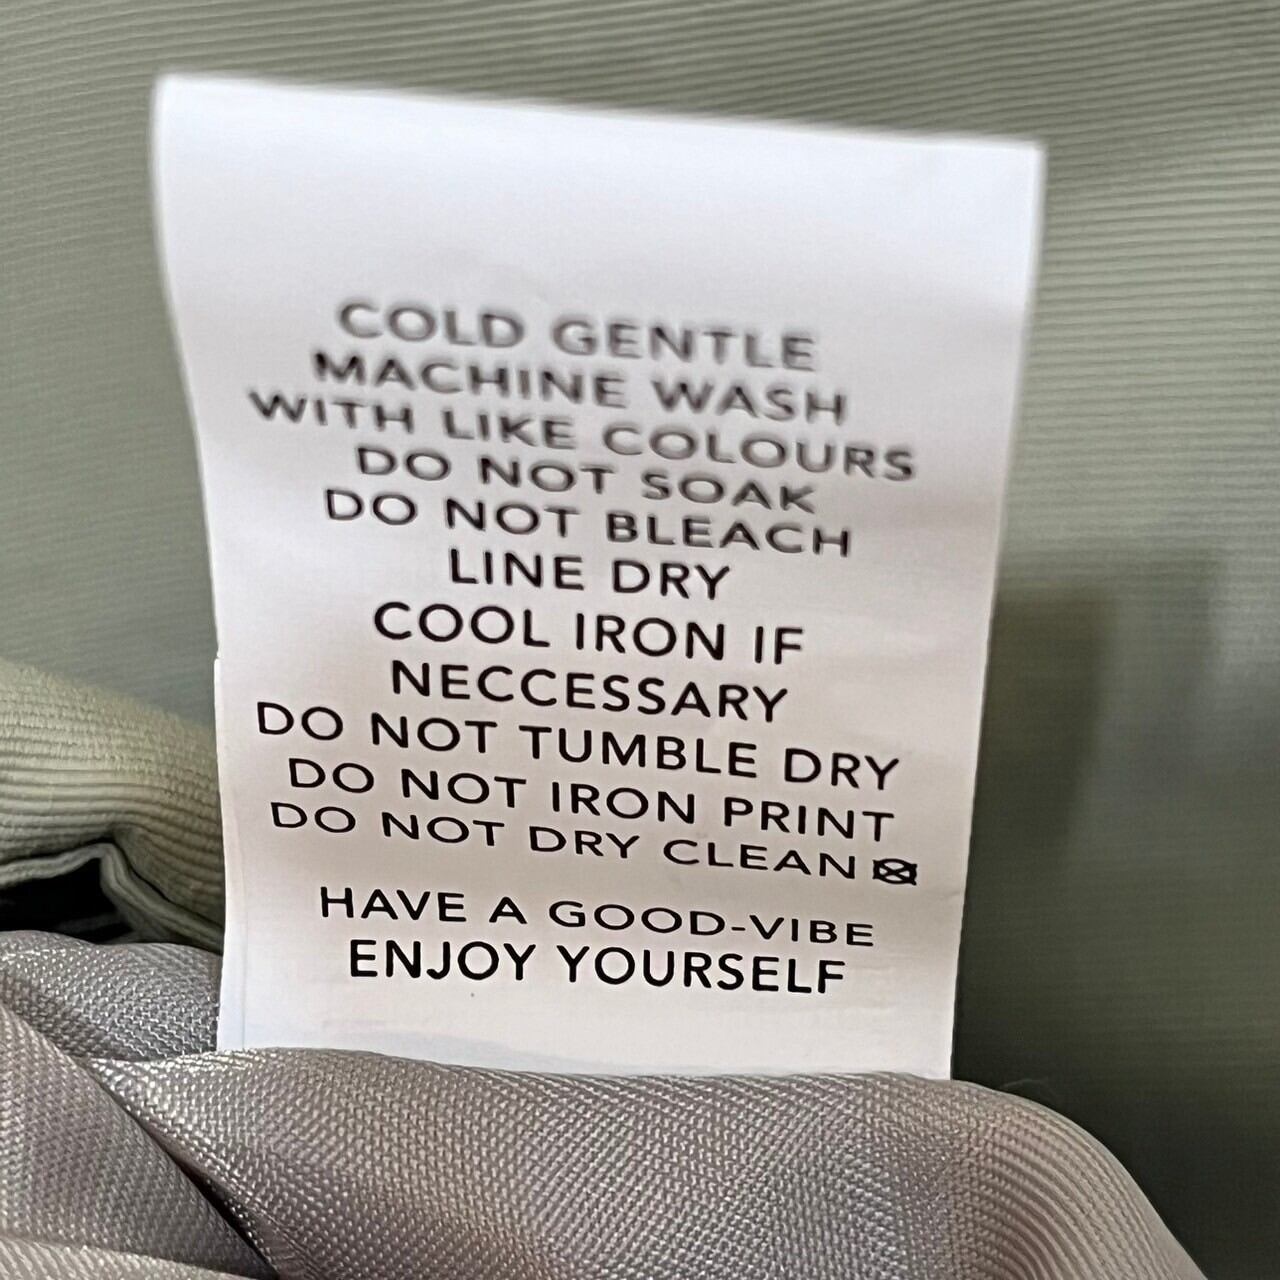 COLD GENTLE
MACHINE WASH
WITH LIKE COLOURS
DO NOT SOAK
DO NOT BLEACH
LINE DRY
COOL IRON IF
NECCESSARY
DO NOT TUMBLE DRY
DO NOT IRON PRINT
DO NOT DRY CLEAN
HAVE A GOOD-VIBE
ENJOY YOURSELF